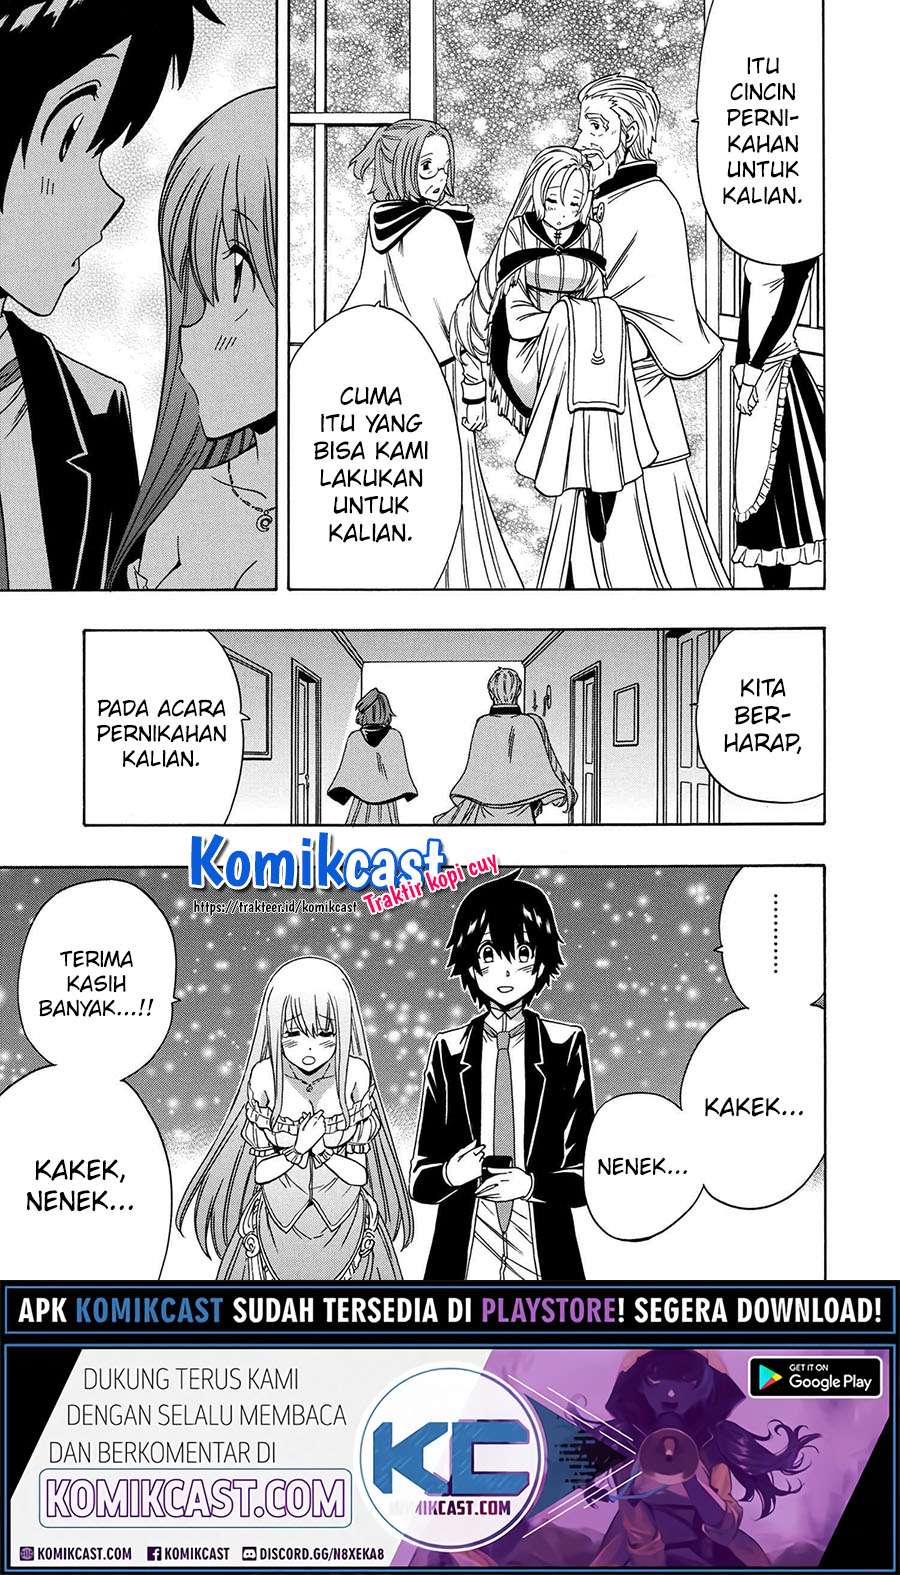 ITU
CINCIN
PERNI-
KAHAN
UNTUK
KALIAN.
CUMA
ITU YANG
BISA KAMI
LAKUKAN
UNTUK
KALIAN.
KITA
BER-
HARAP,
PADA ACARA
PERNIKAHAN
KALIAN.
Komikcast
Traktir kopi cuy
https://trakteer.id/komikcast
..........
KAKEK...
NENEK...
TERIMA
KASIH
BANYAK...!!
KAKEK,
NENEK...
APK KOMIKCAST SUDAH TERSEDIA DI PLAYSTORE! SEGERA DOWNLOAD!
DUKUNG TERUS KAMI
DENGAN SELALU MEMBACA
DAN BERKOMENTAR DI
KOMIKCAST.COM
KOMIKCAST.COM
KOMIKCAST
DISCORD.GG/N8XEKA8
KC
GET IT ON
Google Play